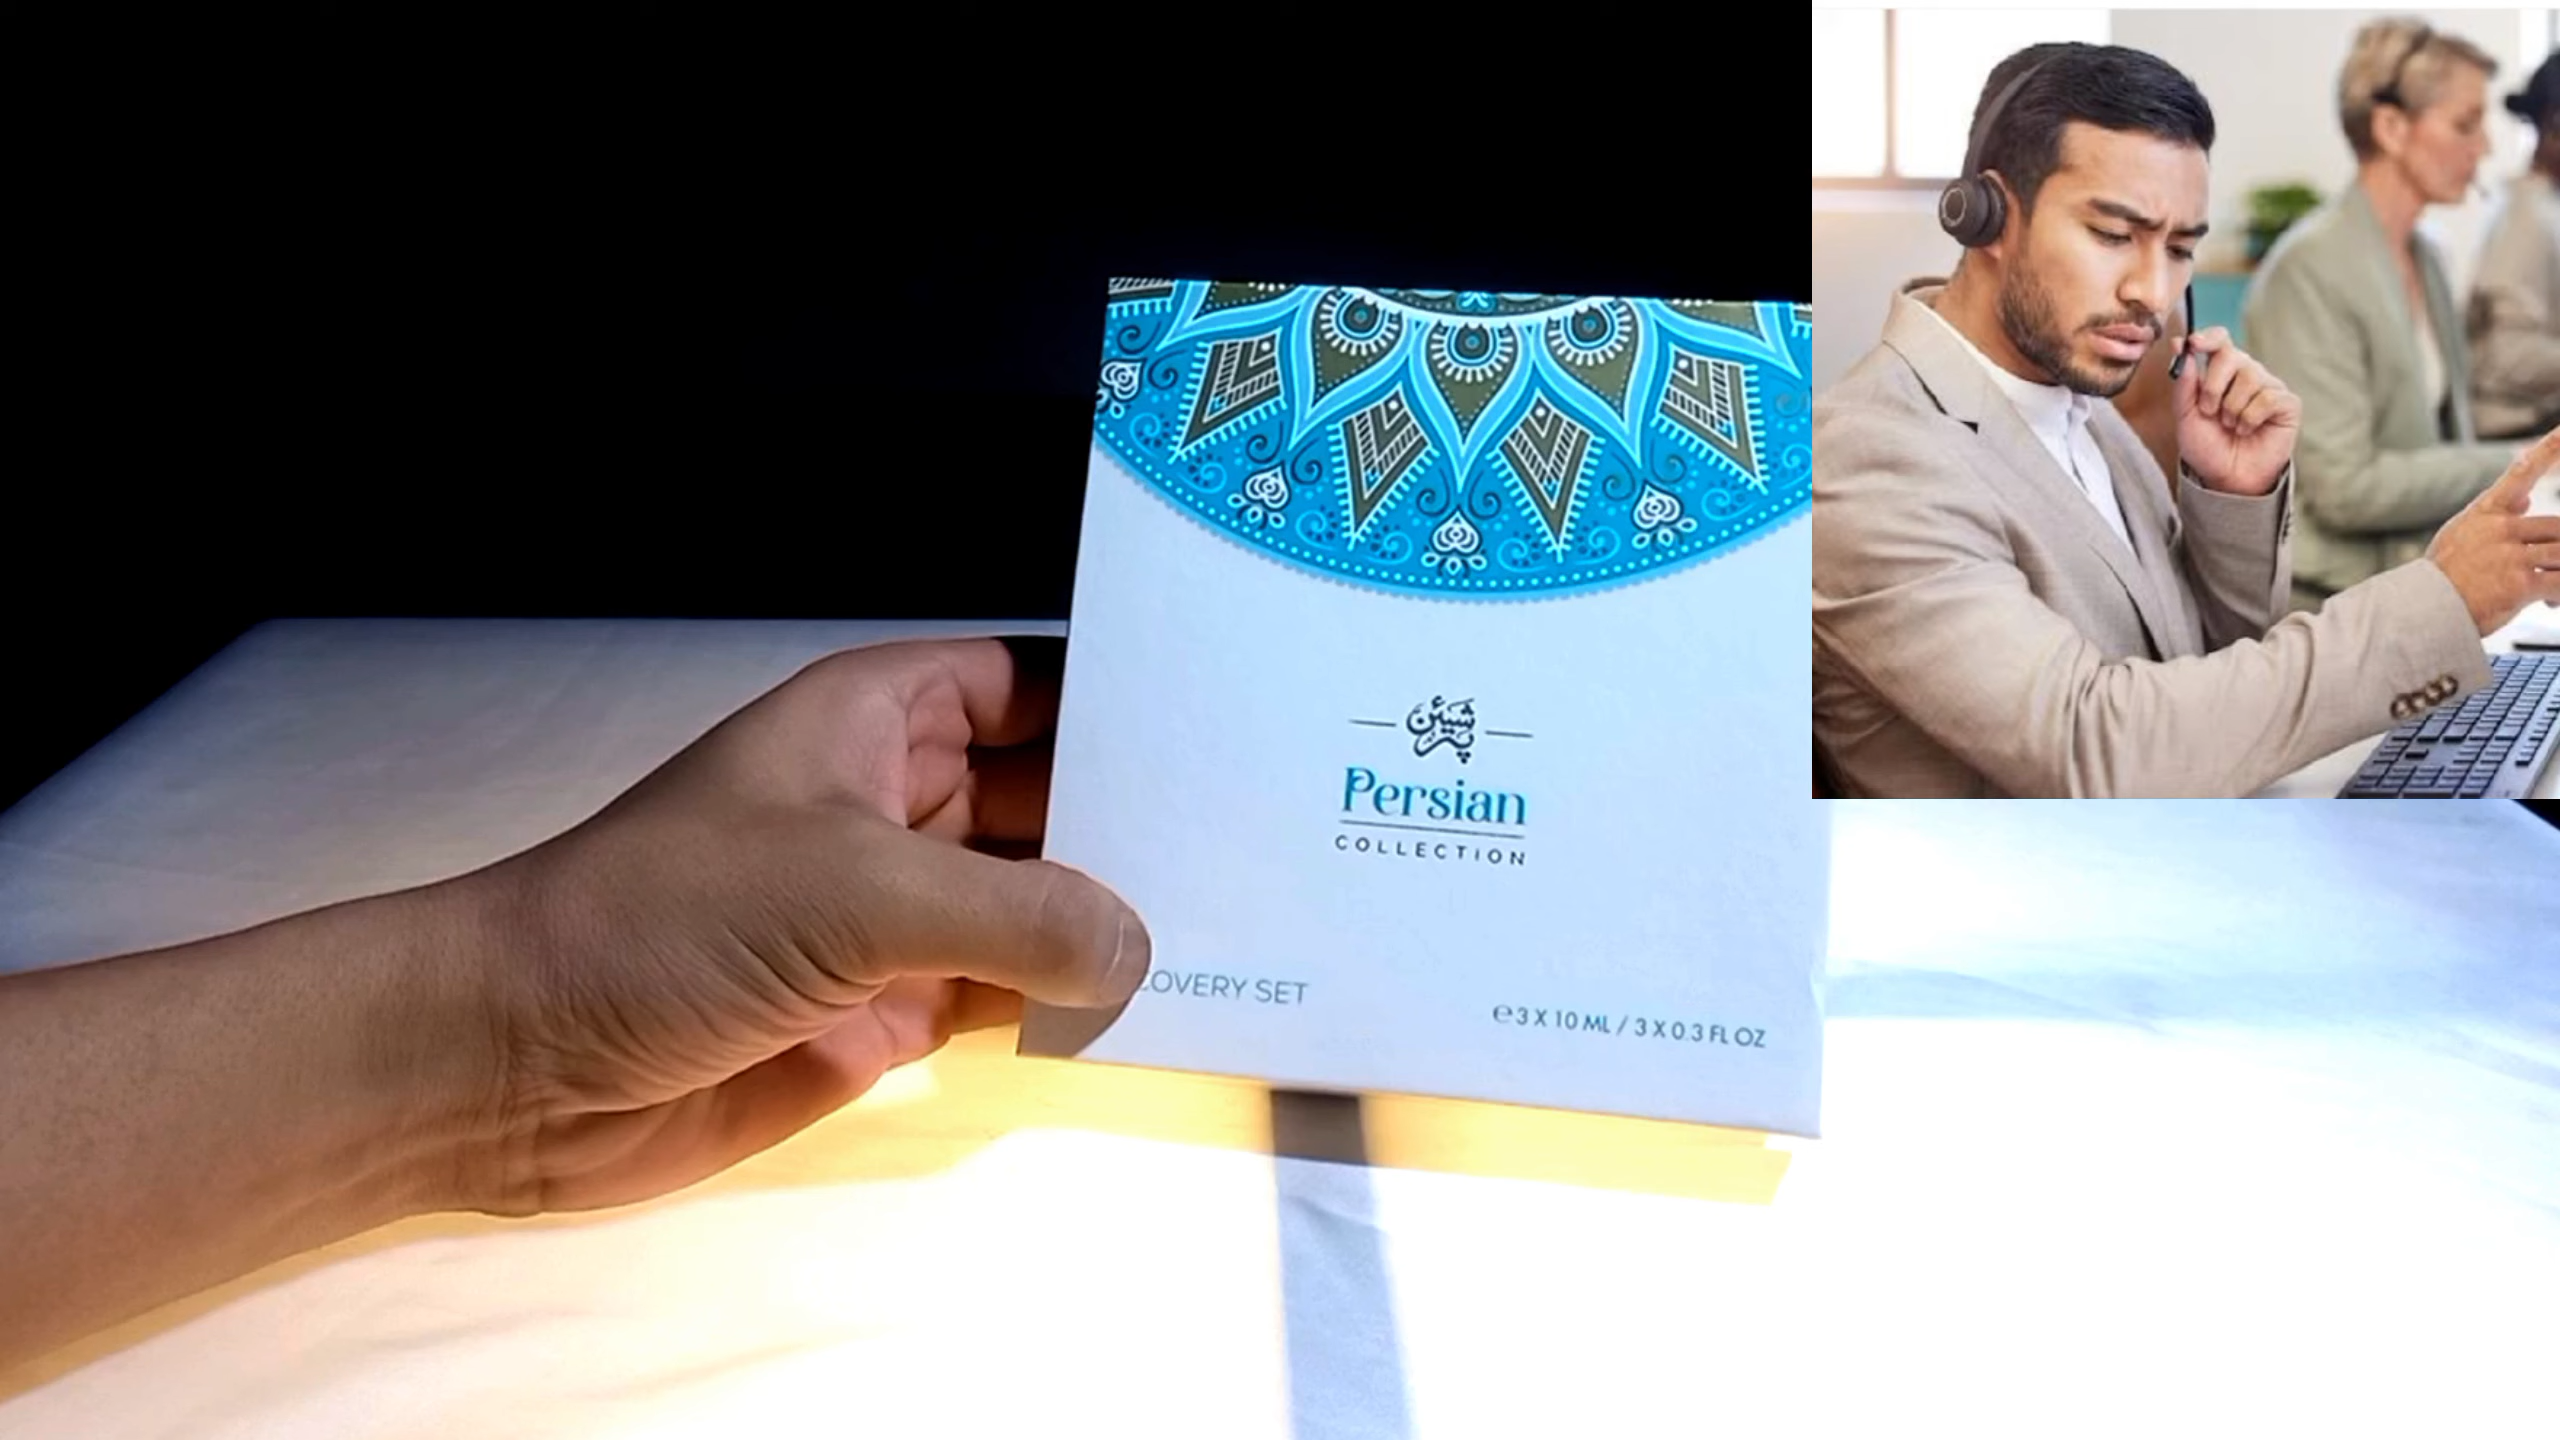 پرشیئن
Persian
COLLECTION
COVERY SET
℮ 3 X 10 ML / 3 X 0.3 FL OZ